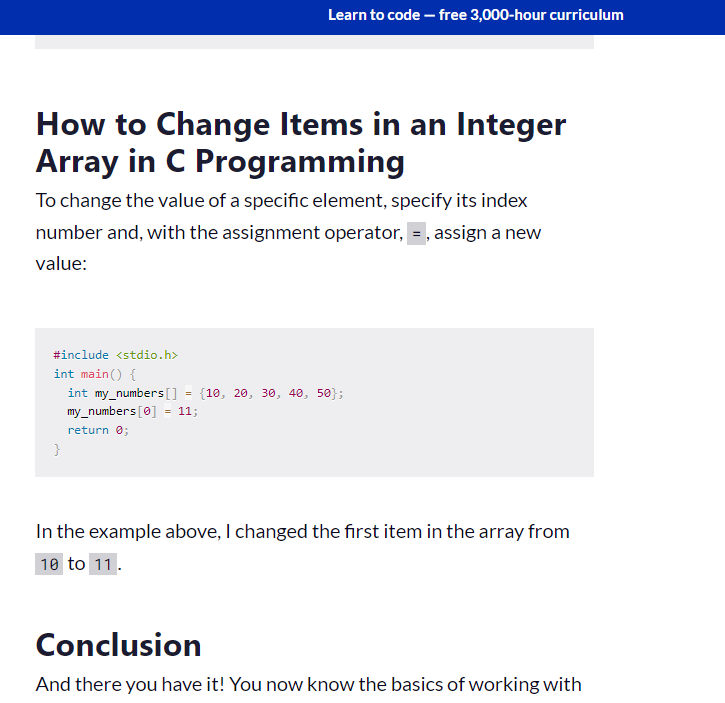 Learn to code — free 3,000-hour curriculum
How to Change Items in an Integer
Array in C Programming
To change the value of a specific element, specify its index
number and, with the assignment operator, =, assign a new
value:
#include <stdio.h>
int main() {
  int my_numbers[] = {10, 20, 30, 40, 50};
  my_numbers[0] = 11;
  return 0;
}
In the example above, I changed the first item in the array from
10 to 11.
Conclusion
And there you have it! You now know the basics of working with